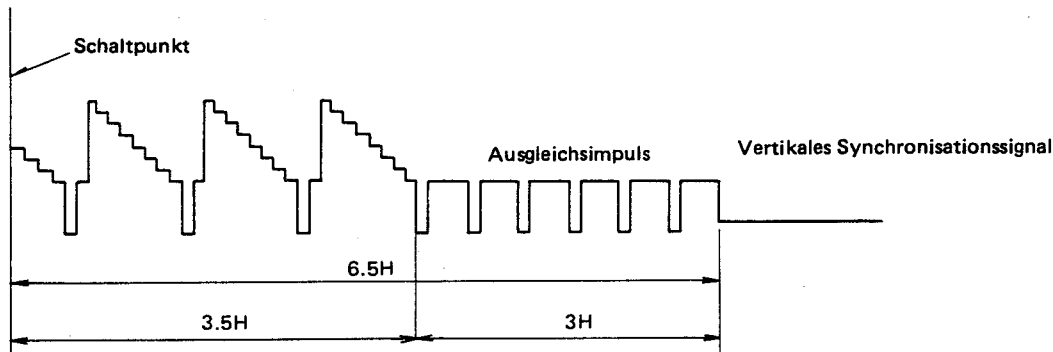 Schaltpunkt
Ausgleichsimpuls
Vertikales Synchronisationssignal
6.5H
3.5H
3H